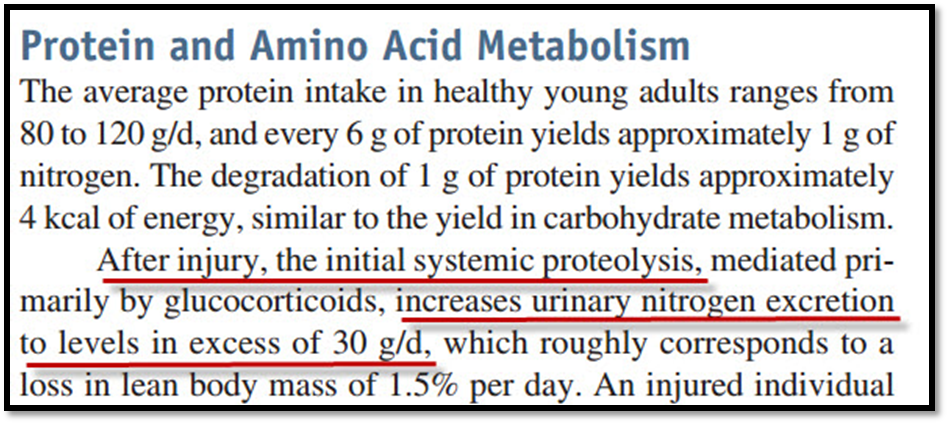 Protein and Amino Acid Metabolism
The average protein intake in healthy young adults ranges from
80 to 120 g/d, and every 6 g of protein yields approximately 1 g of
nitrogen. The degradation of 1 g of protein yields approximately
4 kcal of energy, similar to the yield in carbohydrate metabolism.
After injury, the initial systemic proteolysis, mediated pri-
marily by glucocorticoids, increases urinary nitrogen excretion
to levels in excess of 30 g/d, which roughly corresponds to a
loss in lean body mass of 1.5% per day. An injured individual